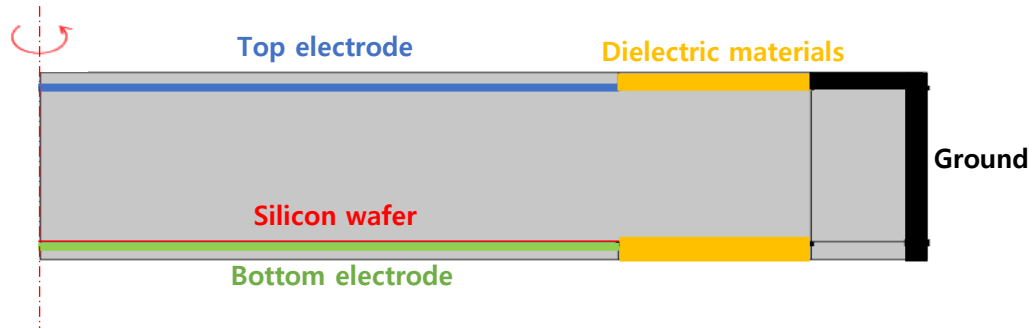 Top electrode
Dielectric materials
Ground
Silicon wafer
Bottom electrode